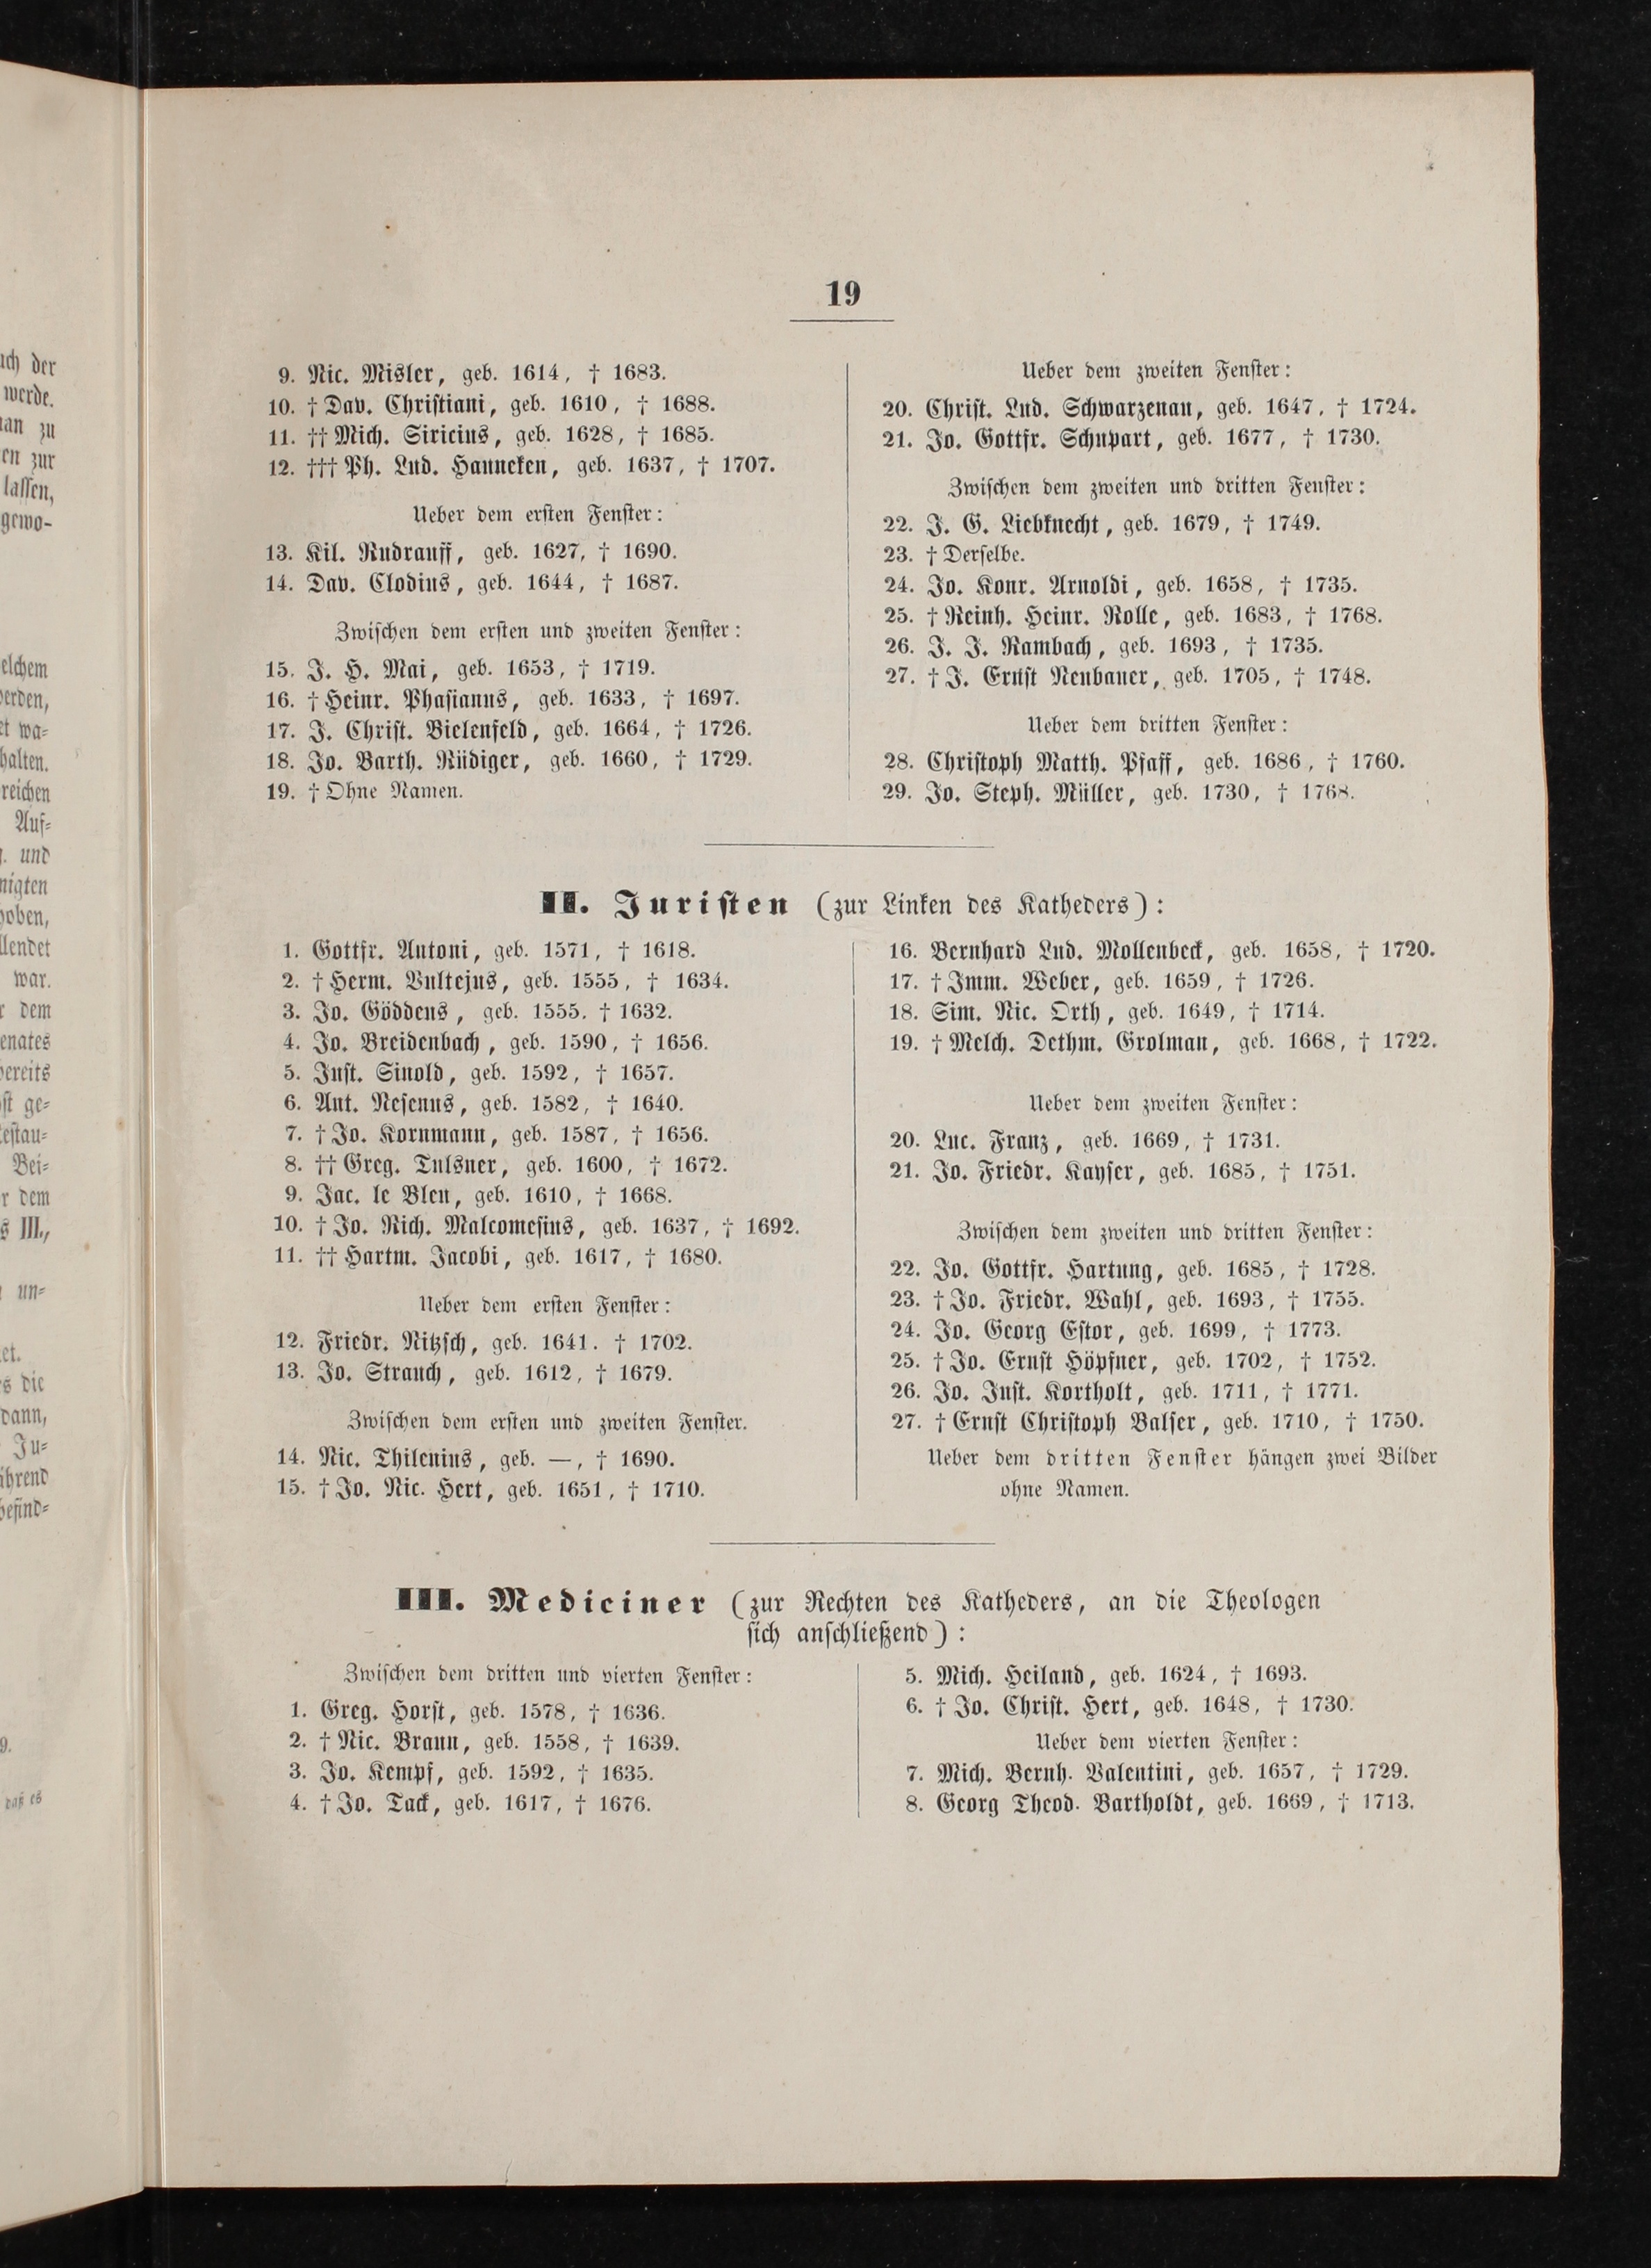 19
9. Nic. Misler, geb. 1614, † 1683.
10. † Dav. Christiani, geb. 1610, † 1688.
11. †† Mich. Siricius, geb. 1628, † 1685.
12. ††† Ph. Lud. Hanneken, geb. 1637, † 1707.
Ueber dem ersten Fenster:
13. Kil. Rudrauff, geb. 1627, † 1690.
14. Dav. Clodius, geb. 1644, † 1687.
Zwischen dem ersten und zweiten Fenster:
15. J. H. Mai, geb. 1653, † 1719.
16. † Heinr. Phasianus, geb. 1633, † 1697.
17. J. Christ. Bielenfeld, geb. 1664, † 1726.
18. Jo. Barth. Rüdiger, geb. 1660, † 1729.
19. † Ohne Namen.
Ueber dem zweiten Fenster:
20. Christ. Lud. Schwarzenau, geb. 1647, † 1724.
21. Jo. Gottfr. Schupart, geb. 1677, † 1730.
Zwischen dem zweiten und dritten Fenster:
22. J. G. Liebknecht, geb. 1679, † 1749.
23. † Derselbe.
24. Jo. Konr. Arnoldi, geb. 1658, † 1735.
25. † Reinh. Heinr. Rolle, geb. 1683, † 1768.
26. J. J. Rambach, geb. 1693, † 1735.
27. † J. Ernst Neubauer, geb. 1705, † 1748.
Ueber dem dritten Fenster:
28. Christoph Matth. Pfaff, geb. 1686, † 1760.
29. Jo. Steph. Müller, geb. 1730, † 1768.
II. Juristen (zur Linken des Katheders):
1. Gottfr. Antoni, geb. 1571, † 1618.
2. † Herm. Vultejus, geb. 1555, † 1634.
3. Jo. Göddens, geb. 1555. † 1632.
4. Jo. Breidenbach, geb. 1590, † 1656.
5. Just. Sinold, geb. 1592, † 1657.
6. Ant. Nesenus, geb. 1582, † 1640.
7. † Jo. Kornmann, geb. 1587, † 1656.
8. †† Greg. Tulsner, geb. 1600, † 1672.
9. Jac. le Bleu, geb. 1610, † 1668.
10. † Jo. Rich. Malcomesius, geb. 1637, † 1692.
11. †† Hartm. Jacobi, geb. 1617, † 1680.
Ueber dem ersten Fenster:
12. Friedr. Nitzsch, geb. 1641. † 1702.
13. Jo. Strauch, geb. 1612, † 1679.
Zwischen dem ersten und zweiten Fenster.
14. Nic. Thilenius, geb. —, † 1690.
15. † Jo. Nic. Hert, geb. 1651, † 1710.
16. Bernhard Lud. Mollenbeck, geb. 1658, † 1720.
17. † Imm. Weber, geb. 1659, † 1726.
18. Sim. Nic. Orth, geb. 1649, † 1714.
19. † Melch. Dethm. Grolman, geb. 1668, † 1722.
Ueber dem zweiten Fenster:
20. Luc. Franz, geb. 1669, † 1731.
21. Jo. Friedr. Kayser, geb. 1685, † 1751.
Zwischen dem zweiten und dritten Fenster:
22. Jo. Gottfr. Hartung, geb. 1685, † 1728.
23. † Jo. Friedr. Wahl, geb. 1693, † 1755.
24. Jo. Georg Estor, geb. 1699, † 1773.
25. † Jo. Ernst Höpfner, geb. 1702, † 1752.
26. Jo. Just. Kortholt, geb. 1711, † 1771.
27. † Ernst Christoph Balser, geb. 1710, † 1750.
Ueber dem dritten Fenster hängen zwei Bilder
ohne Namen.
III. Mediciner (zur Rechten des Katheders, an die Theologen
sich anschließend):
Zwischen dem dritten und vierten Fenster:
1. Greg. Horst, geb. 1578, † 1636.
2. † Nic. Braun, geb. 1558, † 1639.
3. Jo. Kempf, geb. 1592, † 1635.
4. † Jo. Tack, geb. 1617, † 1676.
5. Mich. Heiland, geb. 1624, † 1693.
6. † Jo. Christ. Hert, geb. 1648, † 1730.
Ueber dem vierten Fenster:
7. Mich. Bernh. Valentini, geb. 1657, † 1729.
8. Georg Theod. Bartholdt, geb. 1669, † 1713.